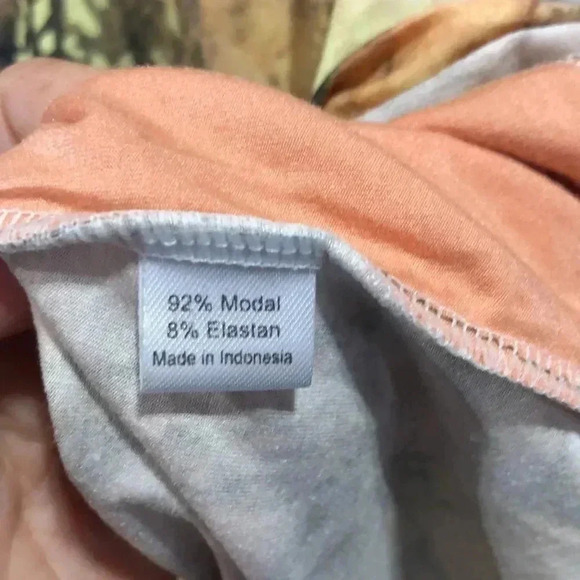 92% Modal
8% Elastan
Made in Indonesia